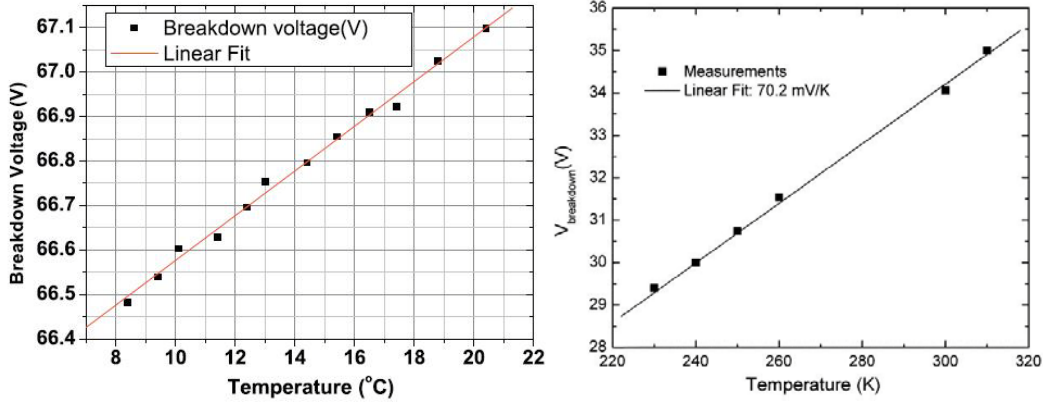 67.1
67.0
66.9
66.8
66.7
66.6
66.5
66.4
Breakdown Voltage (V)
Breakdown voltage(V)
Linear Fit
8 10 12 14 16 18 20 22
Temperature (°C)
36
35
34
33
32
31
30
29
28
V breakdown(V)
Measurements
Linear Fit: 70.2 mV/K
220 240 260 280 300 320
Temperature (K)